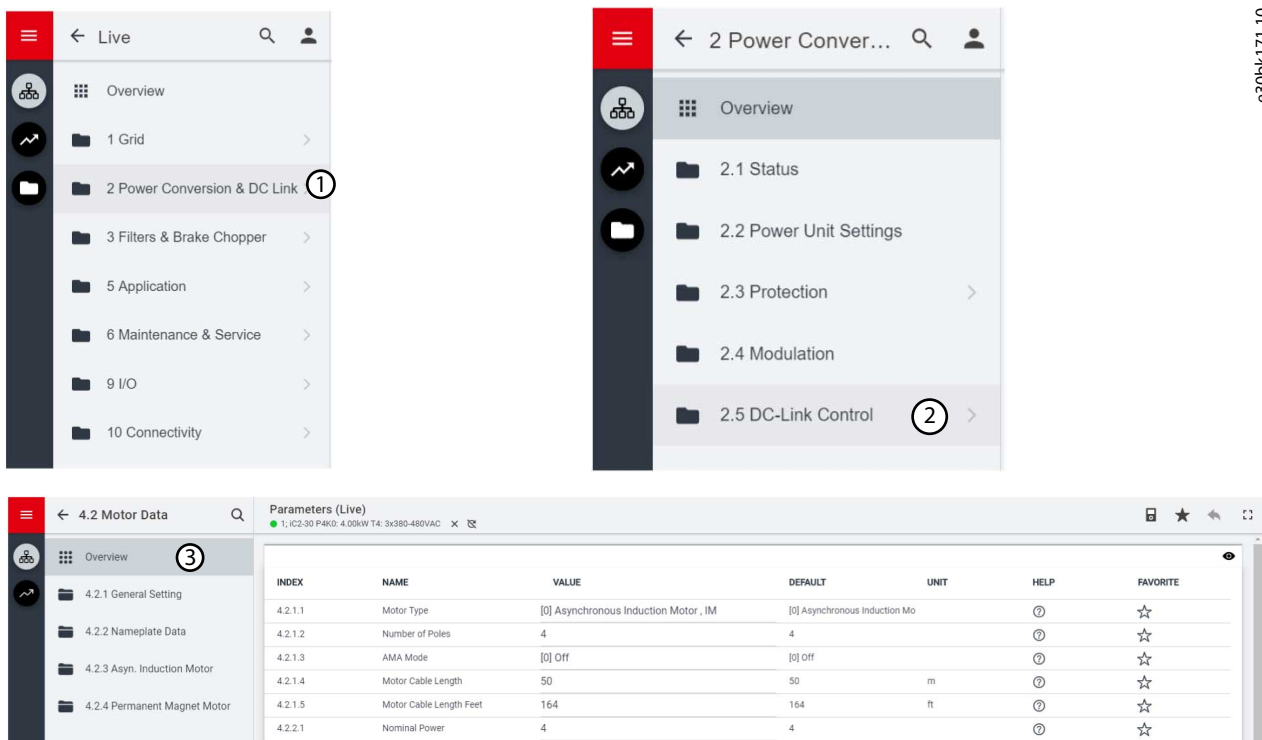 Live
Overview
1 Grid
2 Power Conversion & DC Link
1
3 Filters & Brake Chopper
5 Application
6 Maintenance & Service
9 I/O
10 Connectivity
2 Power Conver...
Overview
2.1 Status
2.2 Power Unit Settings
2.3 Protection
2.4 Modulation
2.5 DC-Link Control
2
e30bk171.10
4.2 Motor Data
Overview
3
4.2.1 General Setting
4.2.2 Nameplate Data
4.2.3 Asyn. Induction Motor
4.2.4 Permanent Magnet Motor
Parameters (Live)
1; iC2-30 P4K0: 4.00kW T4: 3x380-480VAC
INDEX NAME VALUE DEFAULT UNIT HELP FAVORITE
4.2.1.1 Motor Type [0] Asynchronous Induction Motor , IM [0] Asynchronous Induction Mo
4.2.1.2 Number of Poles 4 4
4.2.1.3 AMA Mode [0] Off [0] Off
4.2.1.4 Motor Cable Length 50 50 m
4.2.1.5 Motor Cable Length Feet 164 164 ft
4.2.2.1 Nominal Power 4 4